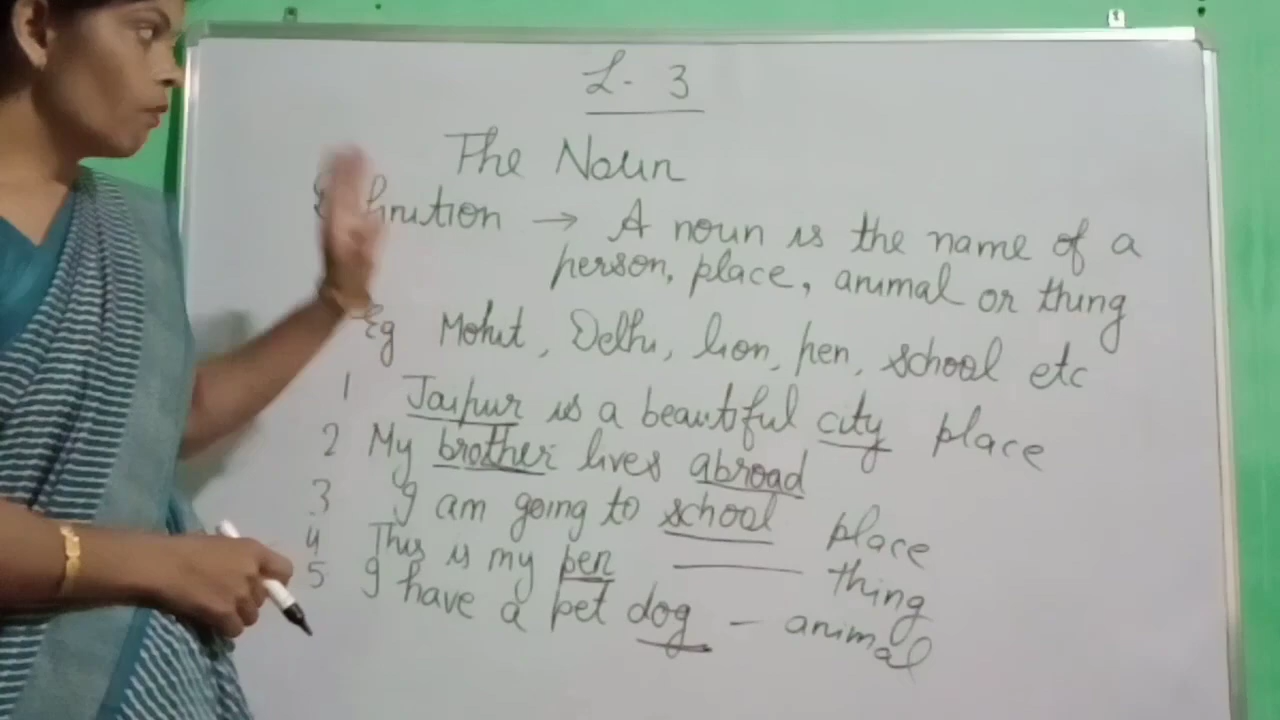 L- 3
The Noun
Definition → A noun is the name of a
person, place, animal or thing
Eg Mohit, Delhi, lion, pen, school etc
1 Jaipur is a beautiful city place
2 My brother lives abroad
3 I am going to school place
4 This is my pen —— thing
5 I have a pet dog — animal